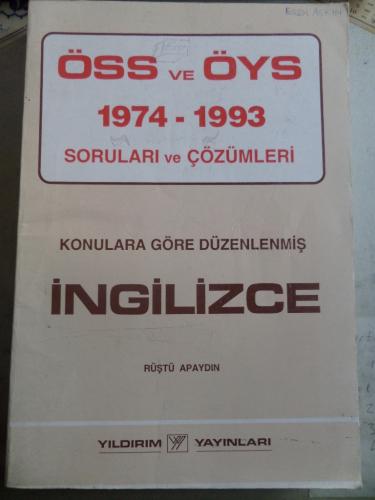 ÖSS VE ÖYS
1974 - 1993
SORULARI ve ÇÖZÜMLERİ
KONULARA GÖRE DÜZENLENMİŞ
İNGİLİZCE
RÜŞTÜ APAYDIN
YILDIRIM YAYINLARI